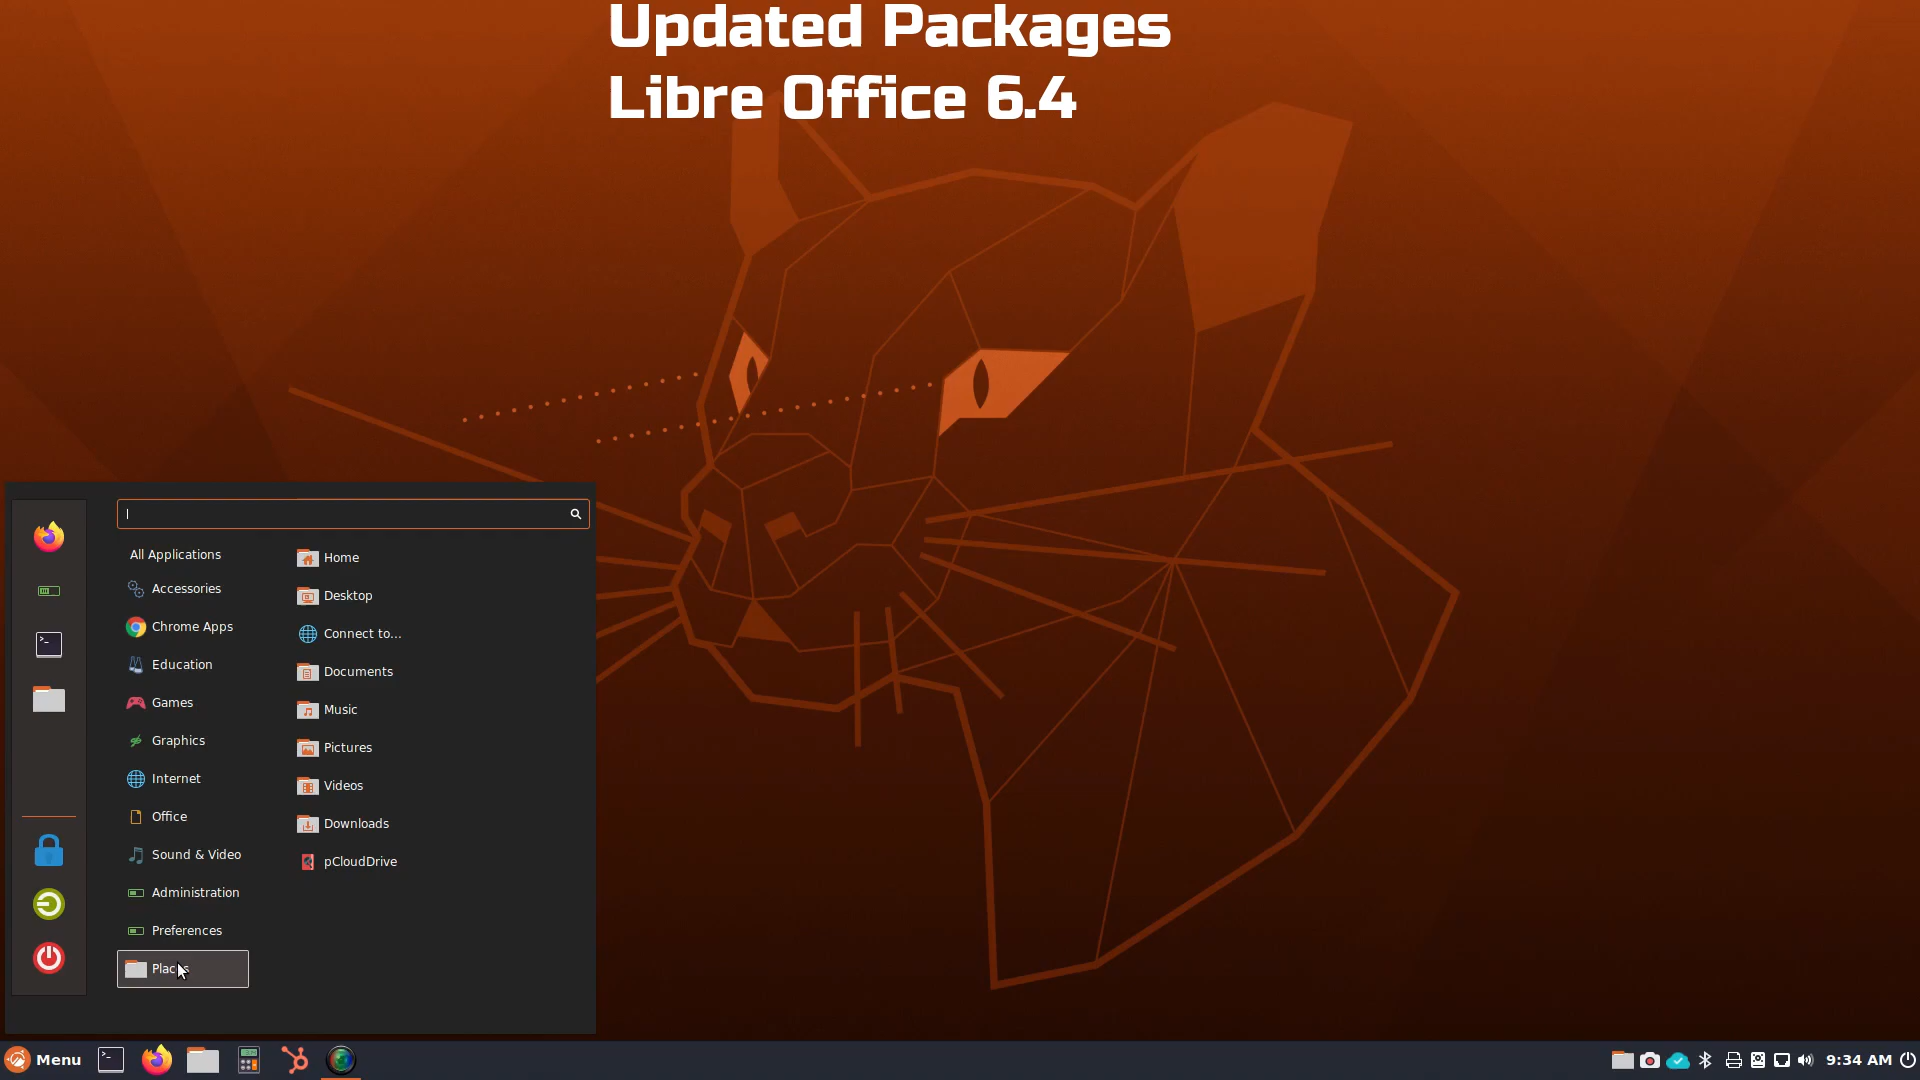 Updated Packages
Libre Office 6.4
All Applications
Accessories
Chrome Apps
Education
Games
Graphics
Internet
Office
Sound & Video
Administration
Preferences
Places
Home
Desktop
Connect to...
Documents
Music
Pictures
Videos
Downloads
pCloudDrive
Menu
9:34 AM